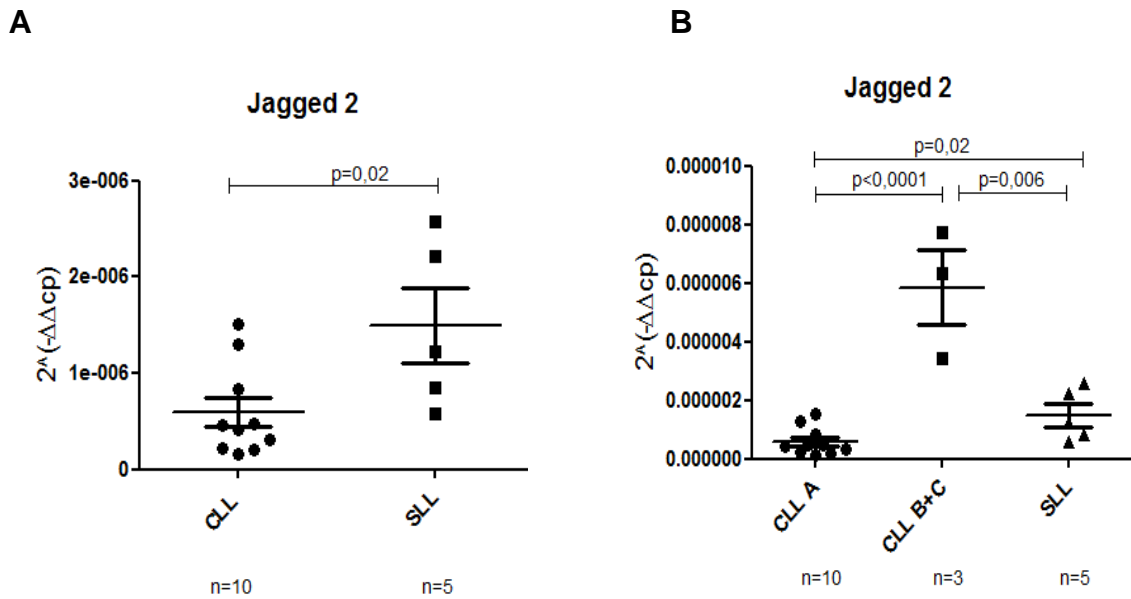 A
Jagged 2
p=0,02
3e-006
2e-006
1e-006
0
2^(-ΔΔcp)
CLL
SLL
n=10
n=5
B
Jagged 2
p=0,02
p<0,0001
p=0,006
0.000010
0.000008
0.000006
0.000004
0.000002
0.000000
2^(-ΔΔcp)
CLL A
CLL B+C
SLL
n=10
n=3
n=5